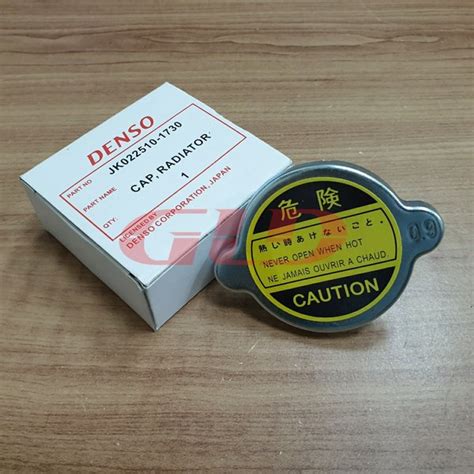 DENSO
PART NO JK022510-1730
PART NAME CAP, RADIATOR
QTY. 1
LICENSED BY
DENSO CORPORATION, JAPAN
GLD
危険
熱い時あけないこと。
NEVER OPEN WHEN HOT
NE JAMAIS OUVRIR A CHAUD.
CAUTION
0.9